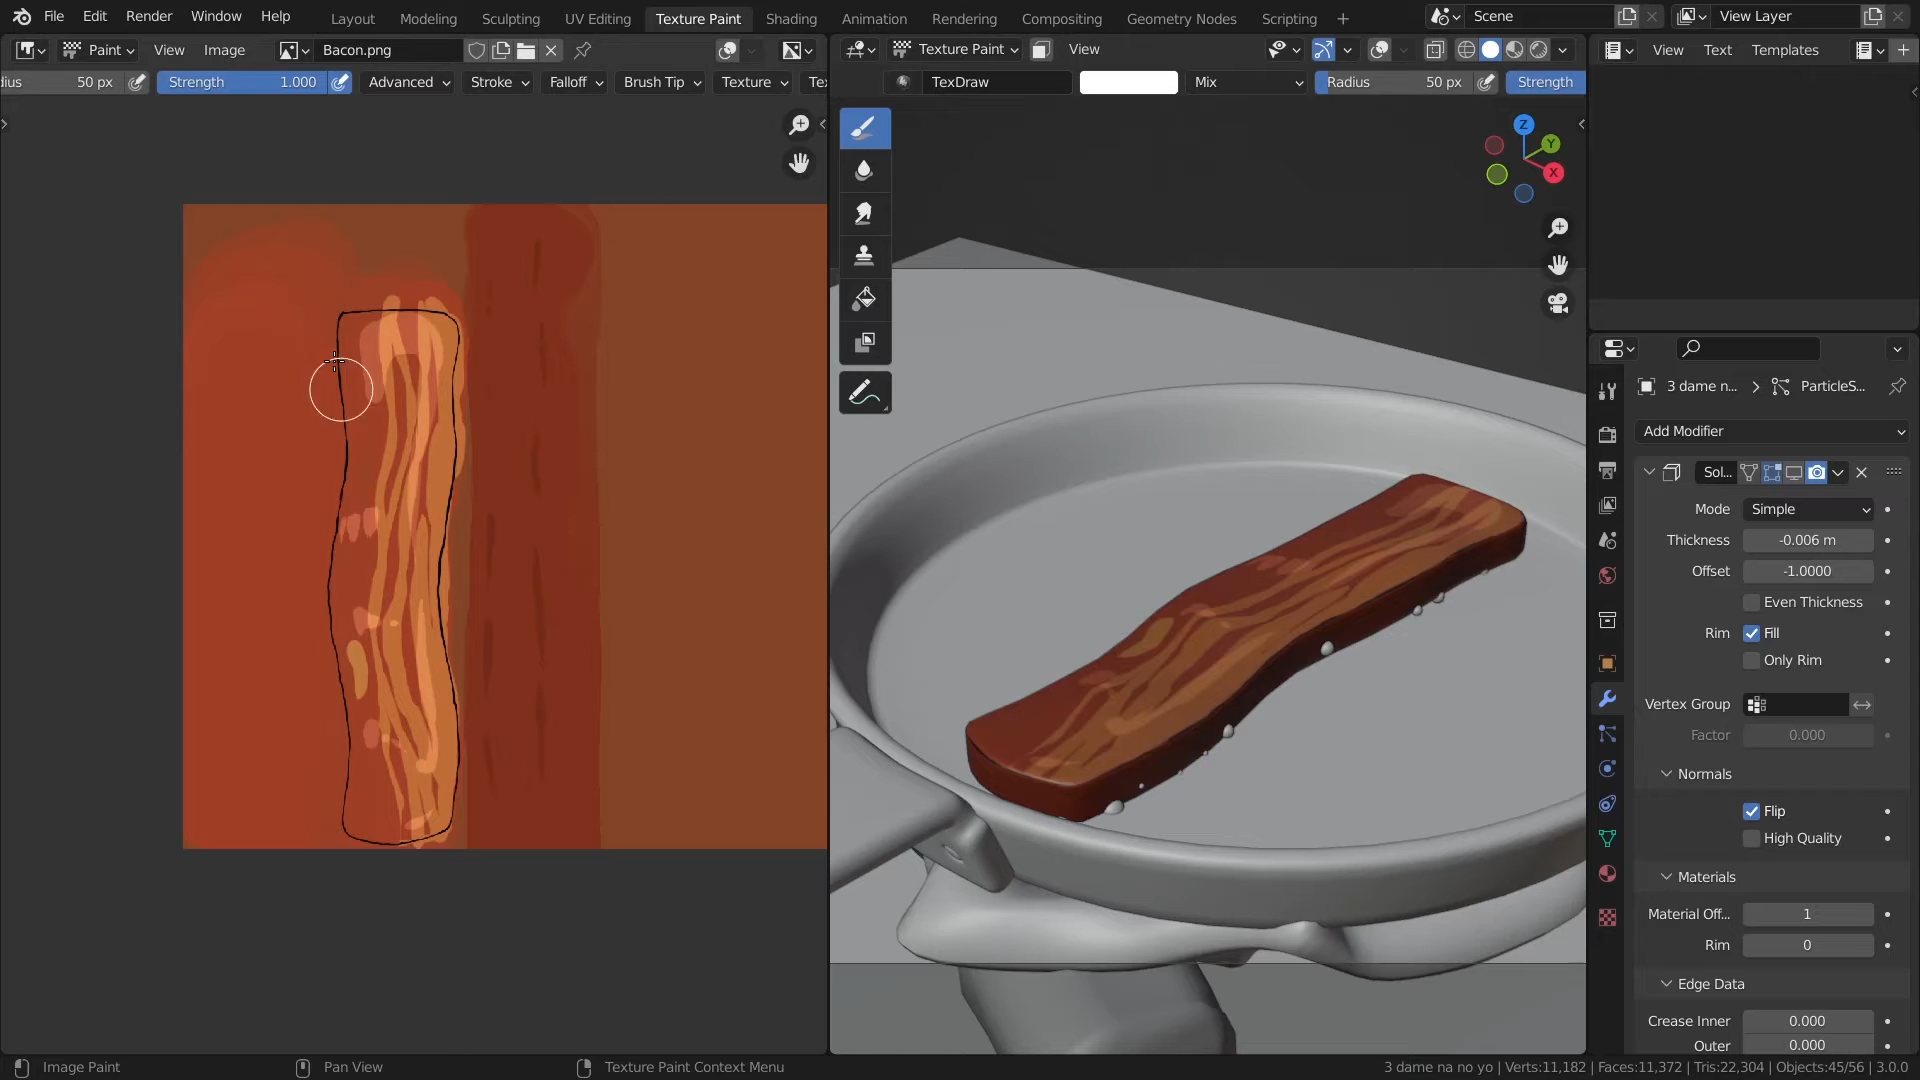 File Edit Render Window Help Layout Modeling Sculpting UV Editing Texture Paint Shading Animation Rendering Compositing Geometry Nodes Scripting + Scene View Layer
Paint View Image Bacon.png Texture Paint View View Text Templates
dius 50 px Strength 1.000 Advanced Stroke Falloff Brush Tip Texture Te TexDraw Mix Radius 50 px Strength
Z
Y
X
3 dame n... ParticleS...
Add Modifier
Sol...
Mode Simple
Thickness -0.006 m
Offset -1.0000
Even Thickness
Rim Fill
Only Rim
Vertex Group
Factor 0.000
Normals
Flip
High Quality
Materials
Material Off... 1
Rim 0
Edge Data
Crease Inner 0.000
Outer 0.000
Image Paint Pan View Texture Paint Context Menu 3 dame na no yo | Verts:11,182 | Faces:11,372 | Tris:22,304 | Objects:45/56 | 3.0.0